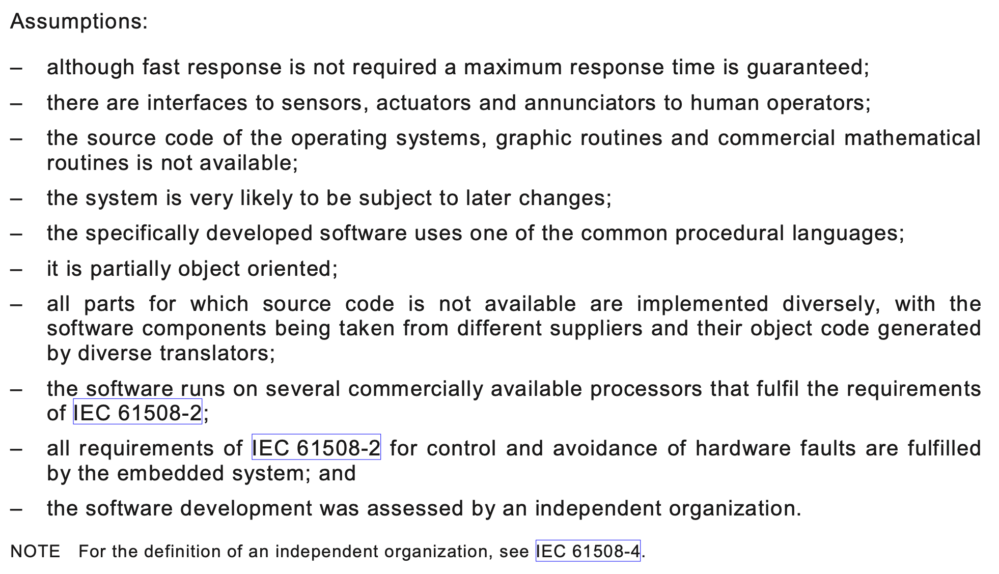 Assumptions:
– although fast response is not required a maximum response time is guaranteed;
– there are interfaces to sensors, actuators and annunciators to human operators;
– the source code of the operating systems, graphic routines and commercial mathematical
routines is not available;
– the system is very likely to be subject to later changes;
– the specifically developed software uses one of the common procedural languages;
– it is partially object oriented;
– all parts for which source code is not available are implemented diversely, with the
software components being taken from different suppliers and their object code generated
by diverse translators;
– the software runs on several commercially available processors that fulfil the requirements
of IEC 61508-2;
– all requirements of IEC 61508-2 for control and avoidance of hardware faults are fulfilled
by the embedded system; and
– the software development was assessed by an independent organization.
NOTE For the definition of an independent organization, see IEC 61508-4.